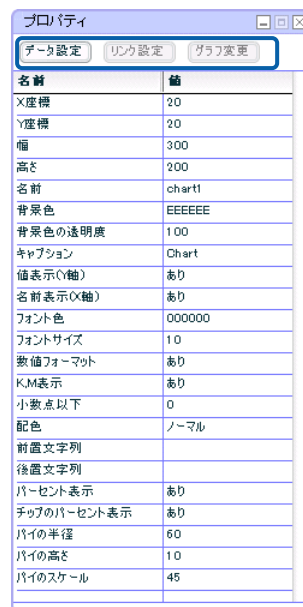 プロパティ
データ設定 リンク設定 グラフ変更
名前 値
X座標 20
Y座標 20
幅 300
高さ 200
名前 chart1
背景色 EEEEEE
背景色の透明度 100
キャプション Chart
値表示(Y軸) あり
名前表示(X軸) あり
フォント色 000000
フォントサイズ 10
数値フォーマット あり
K,M表示 あり
小数点以下 0
配色 ノーマル
前置文字列
後置文字列
パーセント表示 あり
チップのパーセント表示 あり
パイの半径 60
パイの高さ 10
パイのスケール 45